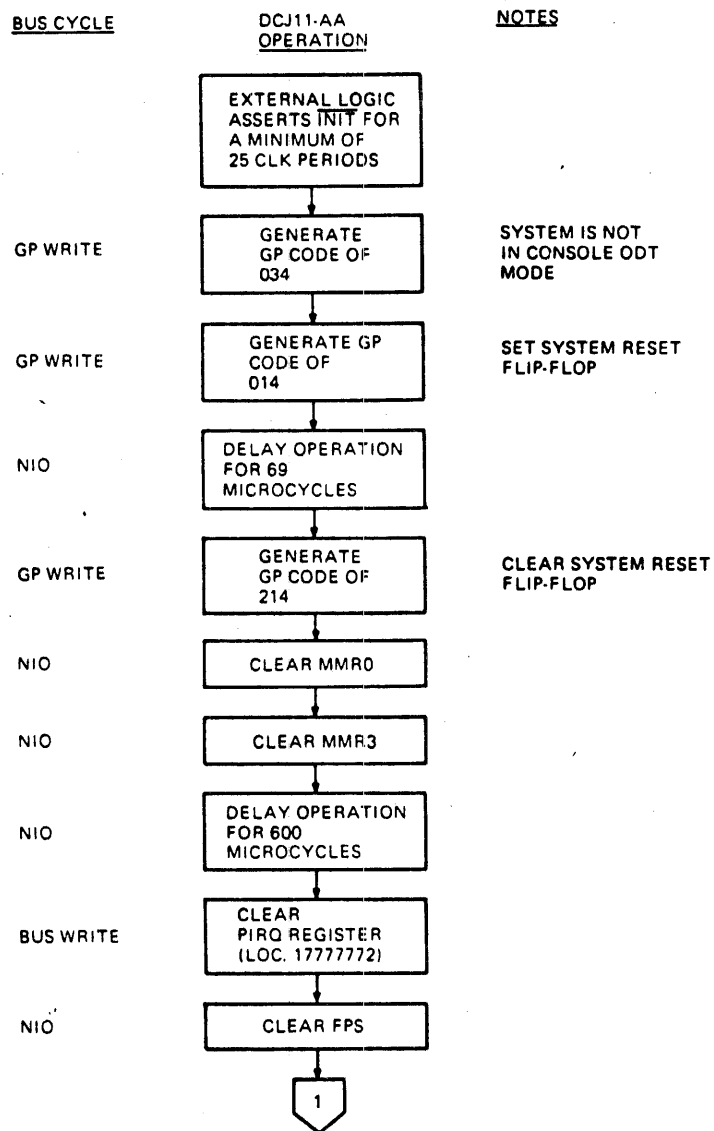 BUS CYCLE
DCJ11-AA
OPERATION
NOTES
EXTERNAL LOGIC
ASSERTS INIT FOR
A MINIMUM OF
25 CLK PERIODS
GP WRITE
GENERATE
GP CODE OF
034
SYSTEM IS NOT
IN CONSOLE ODT
MODE
GP WRITE
GENERATE GP
CODE OF
014
SET SYSTEM RESET
FLIP-FLOP
NIO
DELAY OPERATION
FOR 69
MICROCYCLES
GP WRITE
GENERATE
GP CODE OF
214
CLEAR SYSTEM RESET
FLIP-FLOP
NIO
CLEAR MMR0
NIO
CLEAR MMR3
NIO
DELAY OPERATION
FOR 600
MICROCYCLES
BUS WRITE
CLEAR
PIRQ REGISTER
(LOC. 17777772)
NIO
CLEAR FPS
1